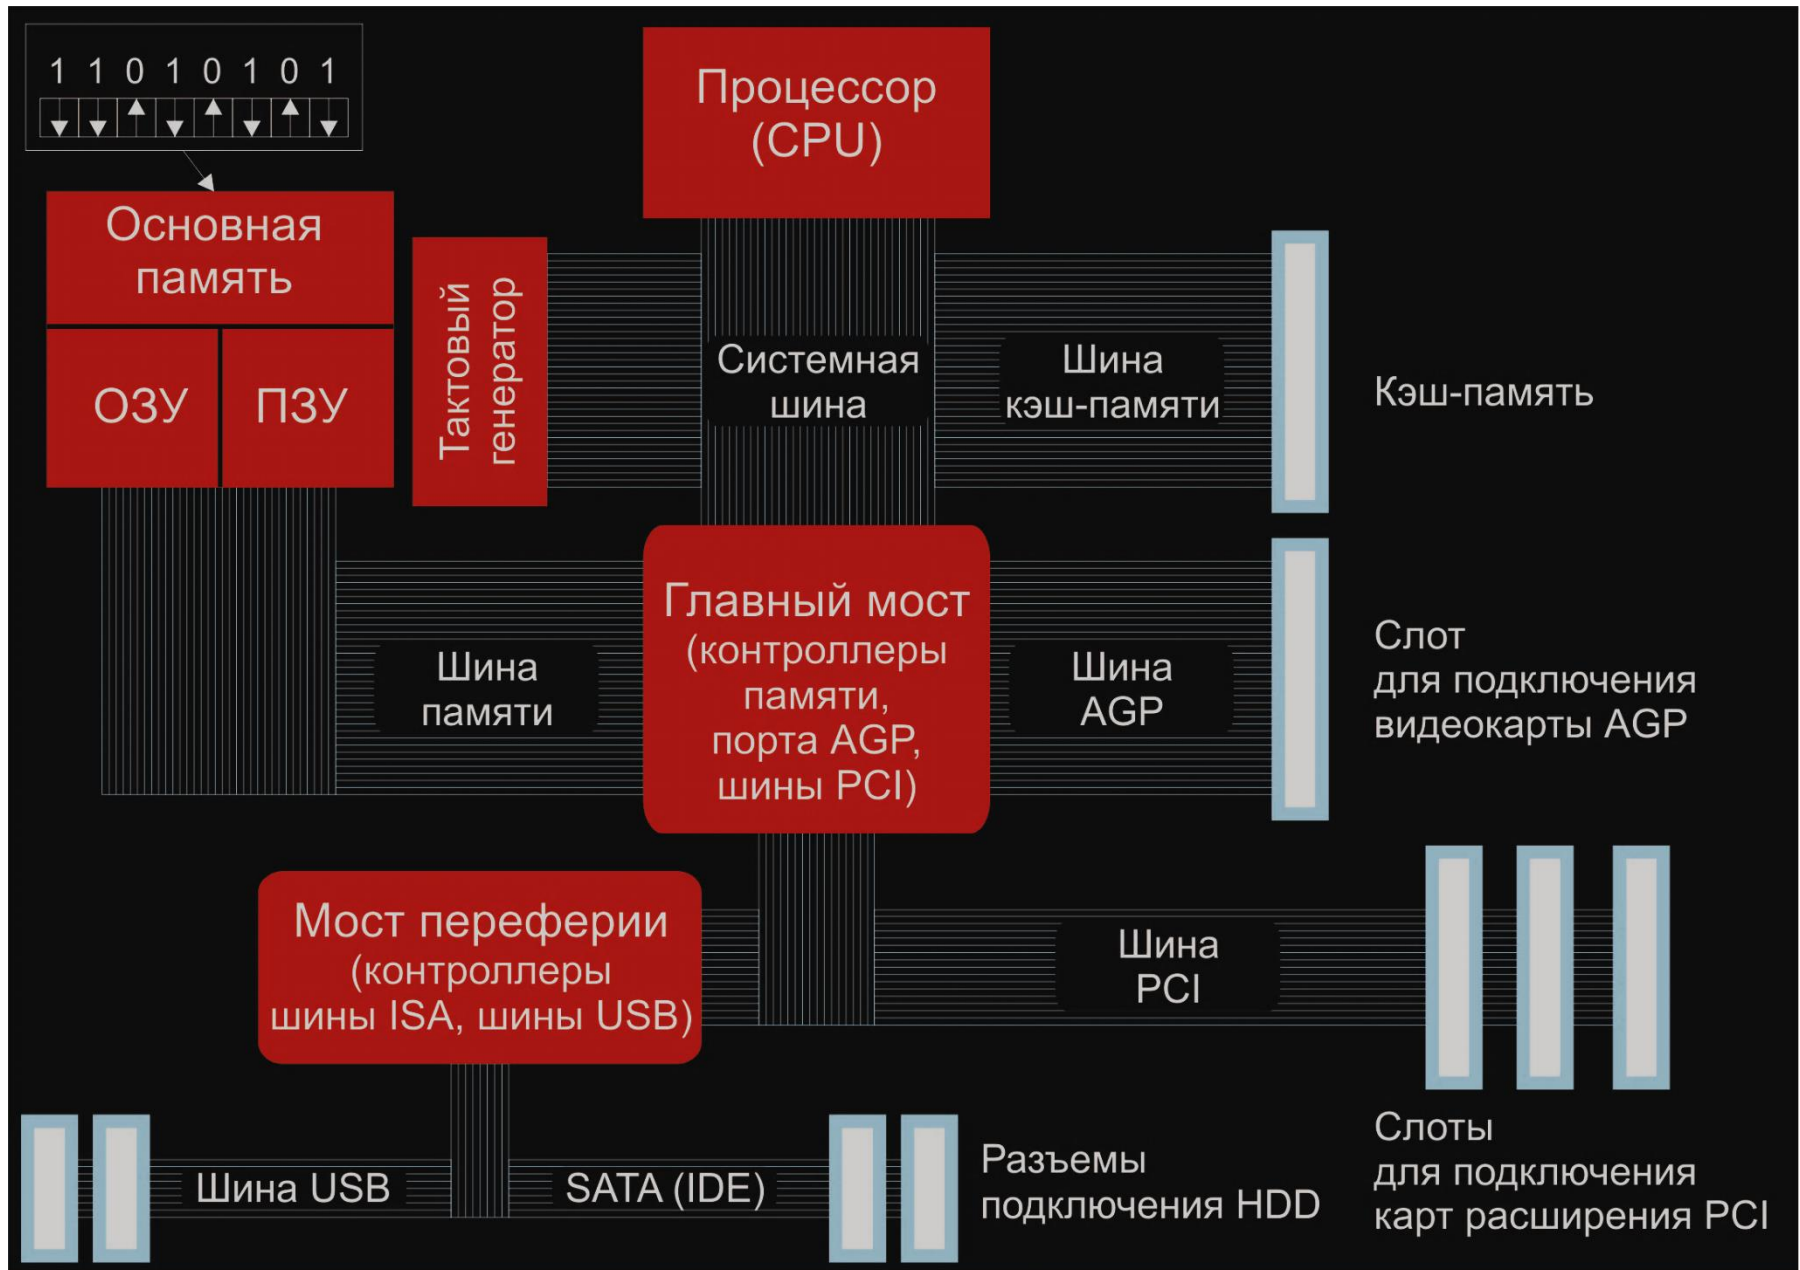 1 1 0 1 0 1 0 1
Процессор
(CPU)
Основная
память
ОЗУ
ПЗУ
Тактовый
генератор
Системная
шина
Шина
кэш-памяти
Кэш-память
Шина
памяти
Главный мост
(контроллеры
памяти,
порта AGP,
шины PCI)
Шина
AGP
Слот
для подключения
видеокарты AGP
Мост переферии
(контроллеры
шины ISA, шины USB)
Шина
PCI
Слоты
для подключения
карт расширения PCI
Шина USB
SATA (IDE)
Разъемы
подключения HDD